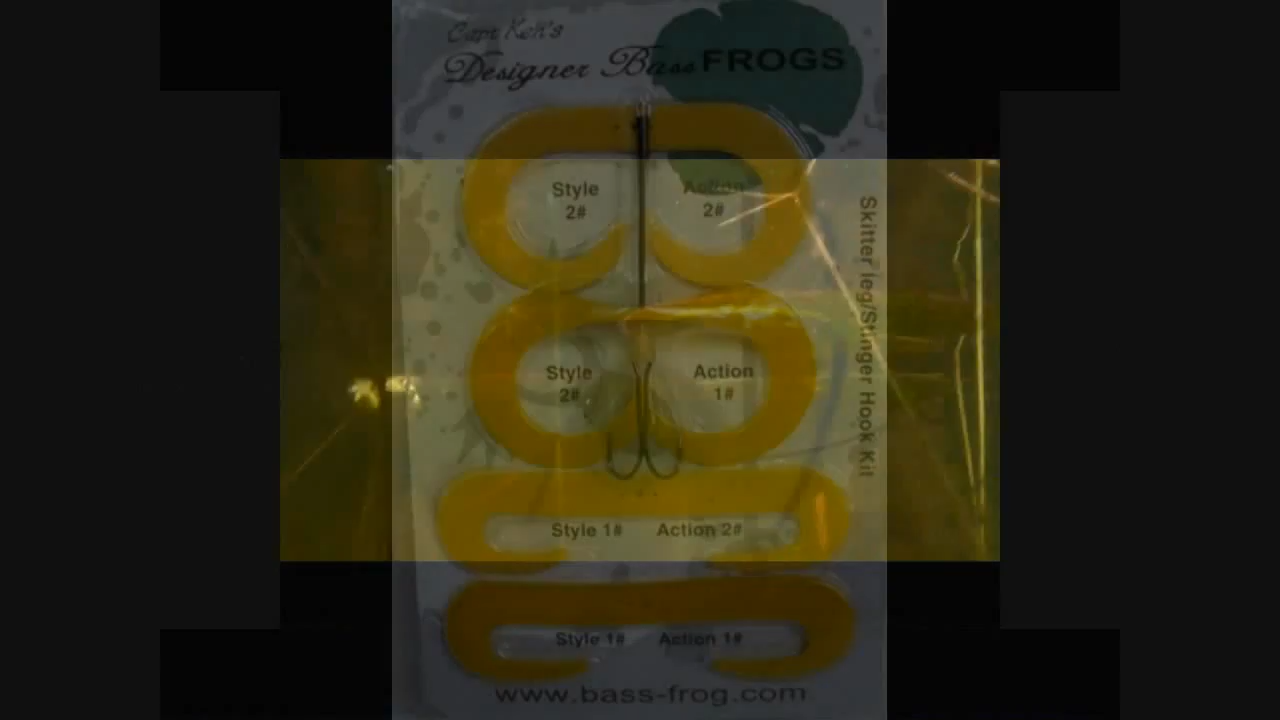 Capt Ken's
Designer Bass FROGS
Style
2#
Action
2#
Skitter leg/Stinger Hook Kit
Style
2#
Action
1#
Style 1# Action 2#
Style 1# Action 1#
www.bass-frog.com